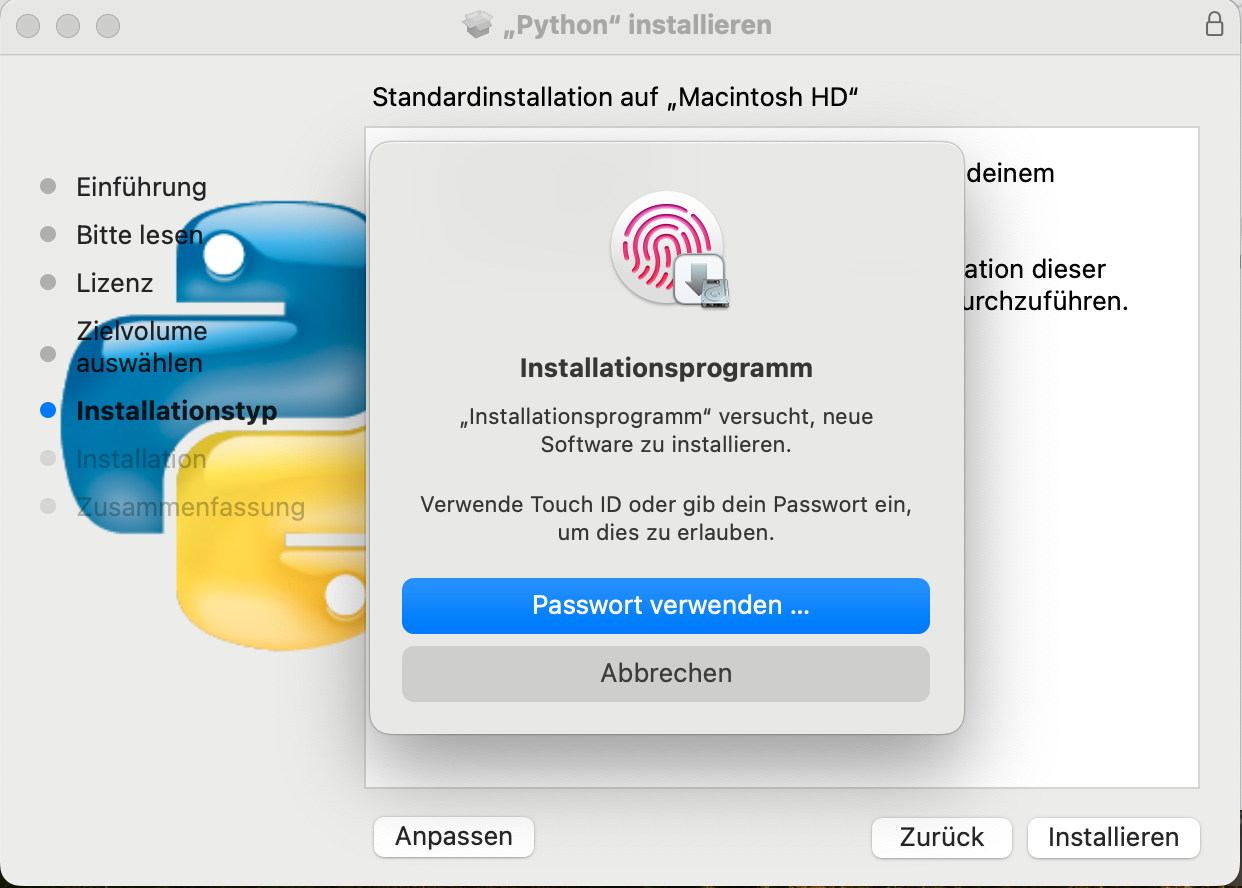 „Python“ installieren
Standardinstallation auf „Macintosh HD“
Einführung
Bitte lesen
Lizenz
Zielvolume
auswählen
Installationstyp
Installation
Zusammenfassung
deinem
ation dieser
urchzuführen.
Installationsprogramm
„Installationsprogramm“ versucht, neue
Software zu installieren.
Verwende Touch ID oder gib dein Passwort ein,
um dies zu erlauben.
Passwort verwenden ...
Abbrechen
Anpassen
Zurück
Installieren